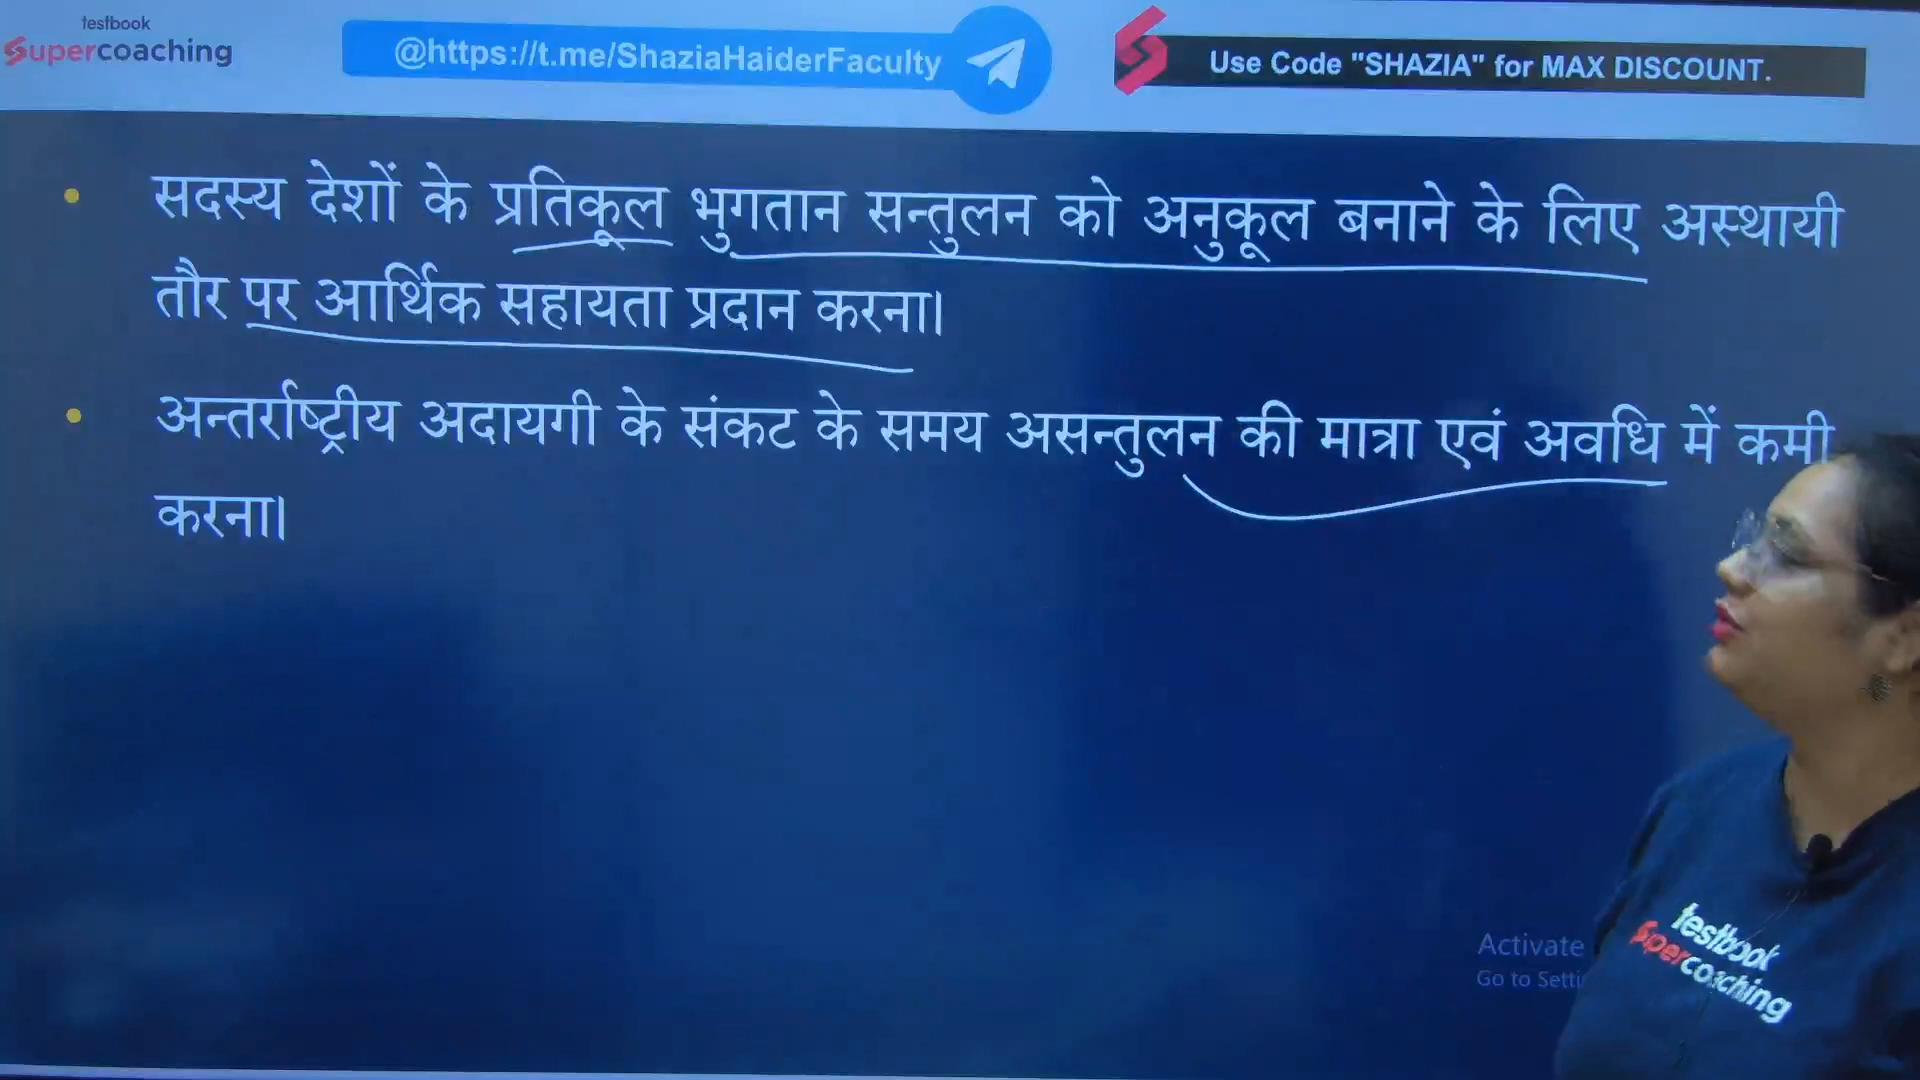 testbook
Supercoaching
@https://t.me/ShaziaHaiderFaculty
Use Code "SHAZIA" for MAX DISCOUNT.
सदस्य देशों के प्रतिकूल भुगतान सन्तुलन को अनुकूल बनाने के लिए अस्थायी
तौर पर आर्थिक सहायता प्रदान करना।
अन्तर्राष्ट्रीय अदायगी के संकट के समय असन्तुलन की मात्रा एवं अवधि में कमी
करना।
Activate
Go to Setti
testbook
Supercoaching